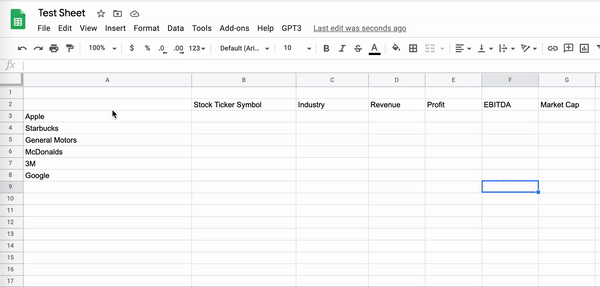 Test Sheet
File Edit View Insert Format Data Tools Add-ons Help GPT3 Last edit was seconds ago
100% $ % .0 .00 123 Default (Ari... 10 B I S A
fx
A B C D E F G
1
2 Stock Ticker Symbol Industry Revenue Profit EBITDA Market Cap
3 Apple
4 Starbucks
5 General Motors
6 McDonalds
7 3M
8 Google
9
10
11
12
13
14
15
16
17